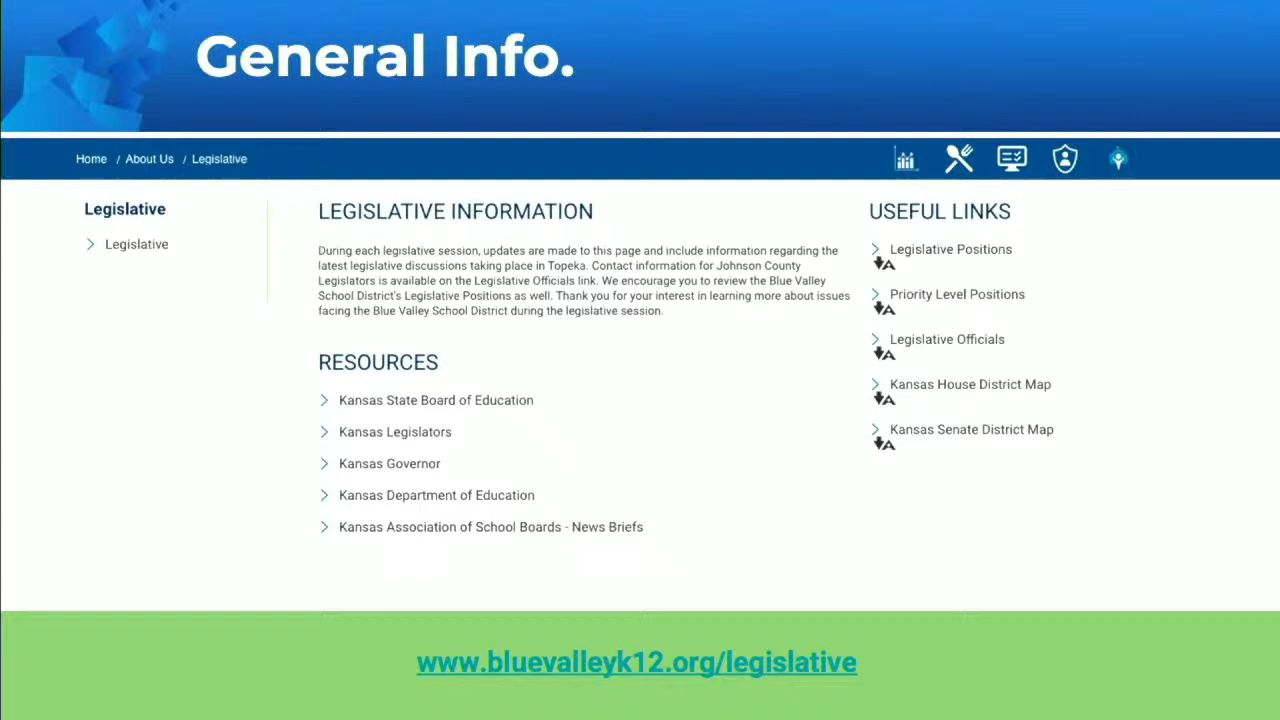 General Info.
Home / About Us / Legislative
Legislative
Legislative
LEGISLATIVE INFORMATION
During each legislative session, updates are made to this page and include information regarding the
latest legislative discussions taking place in Topeka. Contact information for Johnson County
Legislators is available on the Legislative Officials link. We encourage you to review the Blue Valley
School District's Legislative Positions as well. Thank you for your interest in learning more about issues
facing the Blue Valley School District during the legislative session.
RESOURCES
Kansas State Board of Education
Kansas Legislators
Kansas Governor
Kansas Department of Education
Kansas Association of School Boards - News Briefs
USEFUL LINKS
Legislative Positions
Priority Level Positions
Legislative Officials
Kansas House District Map
Kansas Senate District Map
www.bluevalleyk12.org/legislative